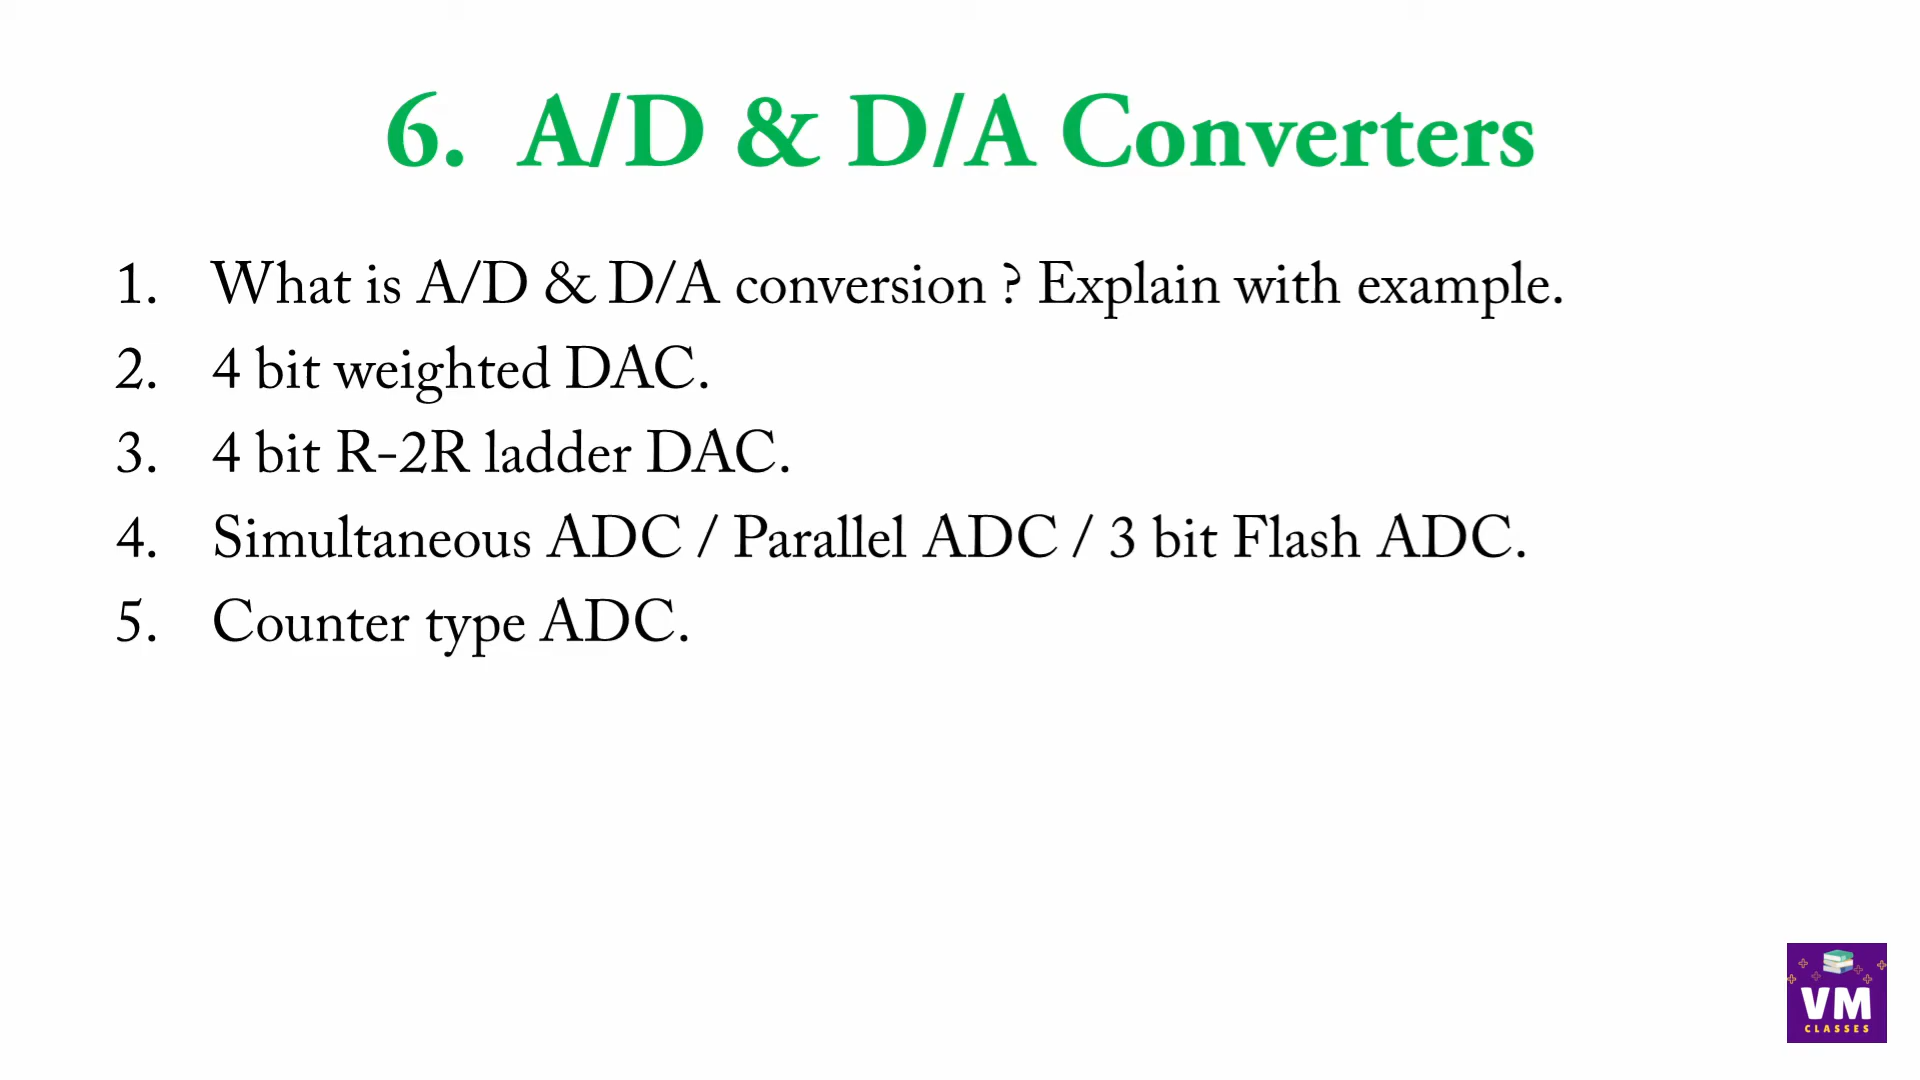 6. A/D & D/A Converters
1. What is A/D & D/A conversion ? Explain with example.
2. 4 bit weighted DAC.
3. 4 bit R-2R ladder DAC.
4. Simultaneous ADC / Parallel ADC / 3 bit Flash ADC.
5. Counter type ADC.
VM
CLASSES